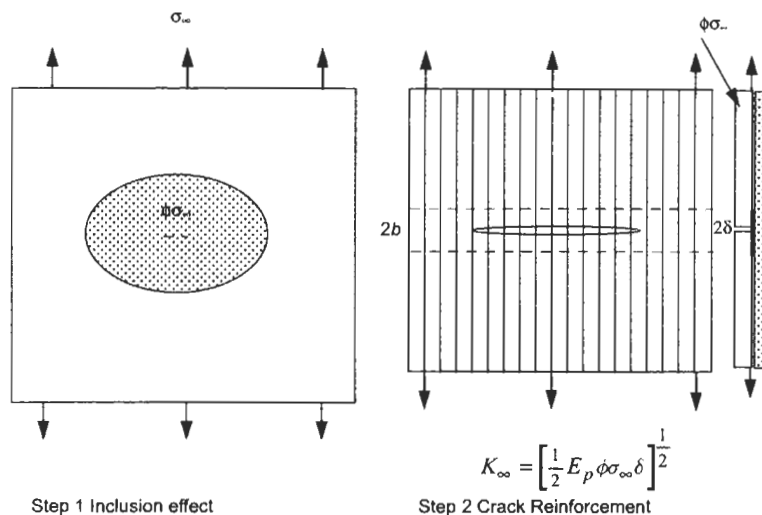 σ∞
ϕσ∞
2b
2δ
ϕσ∞
K∞ = [1/2 E_p ϕσ∞ δ]^{1/2}
Step 1 Inclusion effect
Step 2 Crack Reinforcement